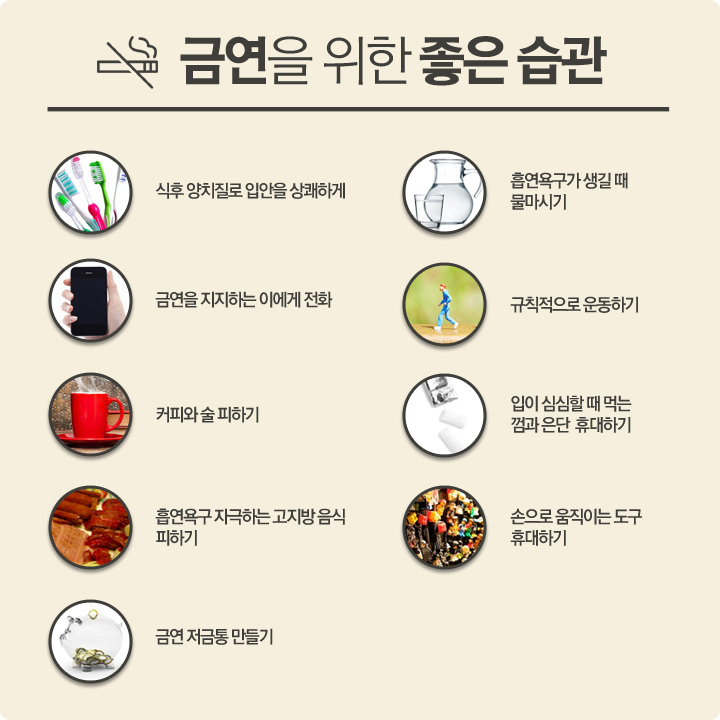 금연을 위한 좋은 습관
식후 양치질로 입안을 상쾌하게
흡연욕구가 생길 때
물마시기
금연을 지지하는 이에게 전화
규칙적으로 운동하기
커피와 술 피하기
입이 심심할 때 먹는
껌과 은단 휴대하기
흡연욕구 자극하는 고지방 음식
피하기
손으로 움직이는 도구
휴대하기
금연 저금통 만들기